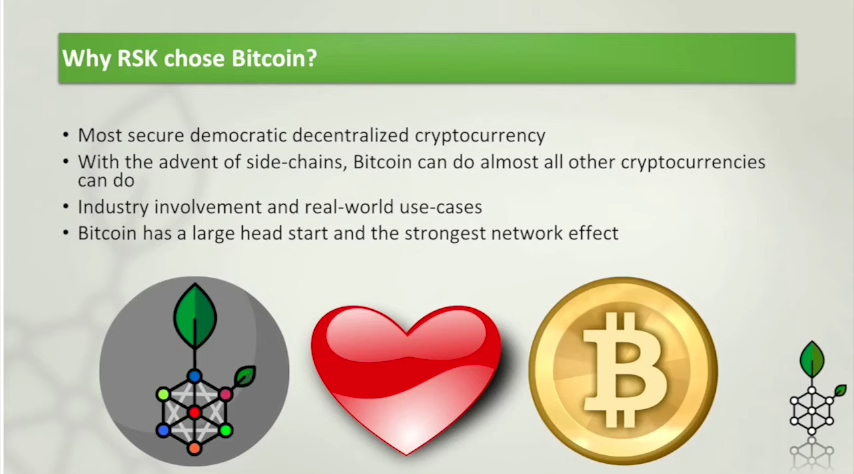 Why RSK chose Bitcoin?
• Most secure democratic decentralized cryptocurrency
• With the advent of side-chains, Bitcoin can do almost all other cryptocurrencies
can do
• Industry involvement and real-world use-cases
• Bitcoin has a large head start and the strongest network effect